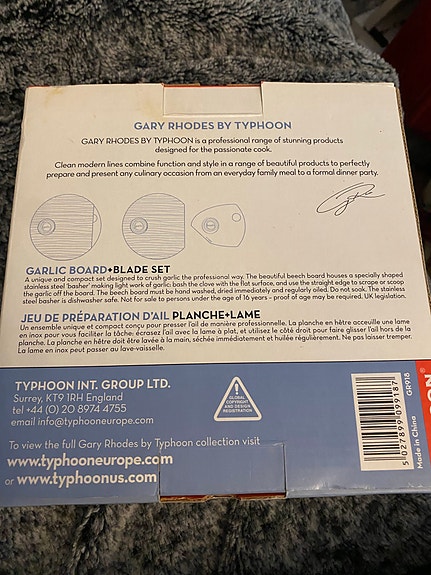 GARY RHODES BY TYPHOON
GARY RHODES BY TYPHOON is a professional range of stunning products
designed for the passionate cook.
Clean modern lines combine function and style in a range of beautiful products to perfectly
prepare and present any culinary occasion from an everyday family meal to a formal dinner party.
GARLIC BOARD+BLADE SET
A unique and compact set designed to crush garlic the professional way. The beautiful beech board houses a specially shaped
stainless steel 'basher' making light work of garlic; bash the clove with the flat surface, and use the straight edge to scrape or scoop
the garlic off the board. The beech board must be hand washed, dried immediately and regularly oiled. Do not soak. The stainless
steel basher is dishwasher safe. Not for sale to persons under the age of 16 years - proof of age may be required. UK legislation.
JEU DE PRÉPARATION D'AIL PLANCHE+LAME
Un ensemble unique et compact conçu pour presser l'ail de manière professionnelle. La planche en hêtre accueille une lame
en inox pour vous faciliter la tâche: écrasez l'ail avec la lame à plat, et utilisez le côté droit pour faire glisser l'ail hors de la
planche. La planche en hêtre doit être lavée à la main, séchée immédiatement et huilée régulièrement. Ne pas laisser tremper.
La lame en inox peut passer au lave-vaisselle.
TYPHOON INT. GROUP LTD.
Surrey, KT9 1RH England
tel +44 (0) 20 8974 4755
email info@typhooneurope.com
GLOBAL
COPYRIGHT
AND DESIGN
REGISTRATION
To view the full Gary Rhodes by Typhoon collection visit
www.typhooneurope.com
or www.typhoonus.com
5 027899 099187
Made in China
GR918
OON®